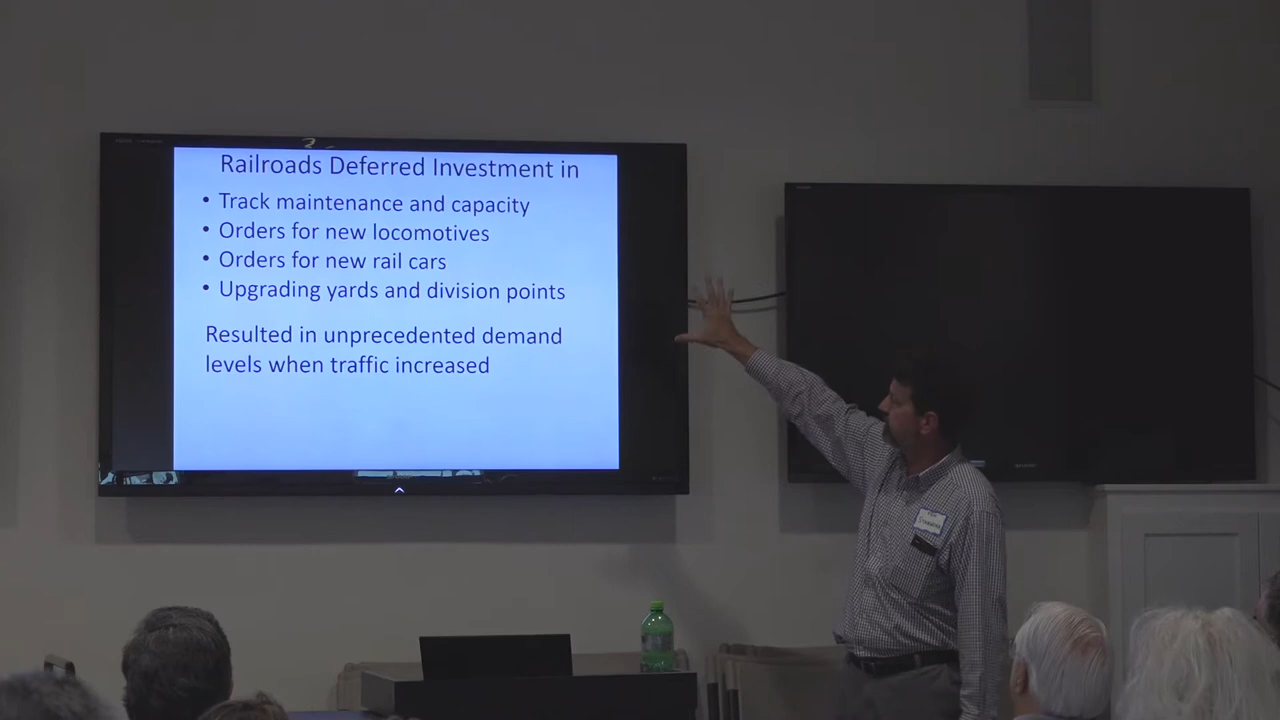 Railroads Deferred Investment in
• Track maintenance and capacity
• Orders for new locomotives
• Orders for new rail cars
• Upgrading yards and division points
Resulted in unprecedented demand
levels when traffic increased